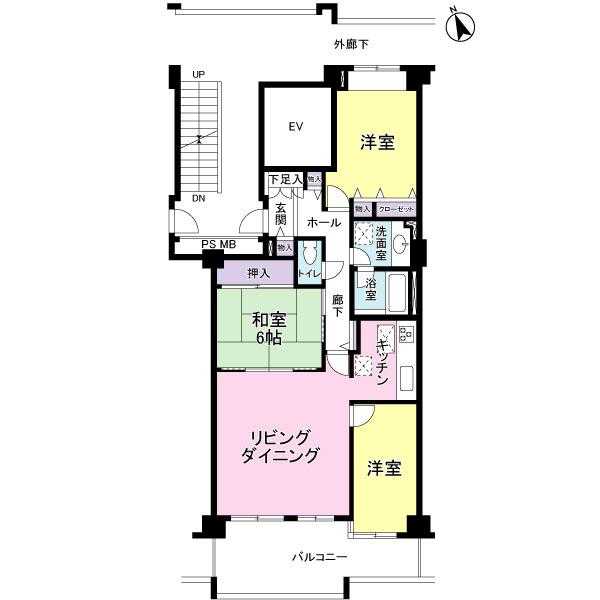 N
外廊下
UP
EV
洋室
下足入
物入
DN
玄関
ホール
物入
クローゼット
洗面室
PS MB
物入
トイレ
押入
浴室
廊下
和室
6帖
キッチン
リビング
ダイニング
洋室
バルコニー